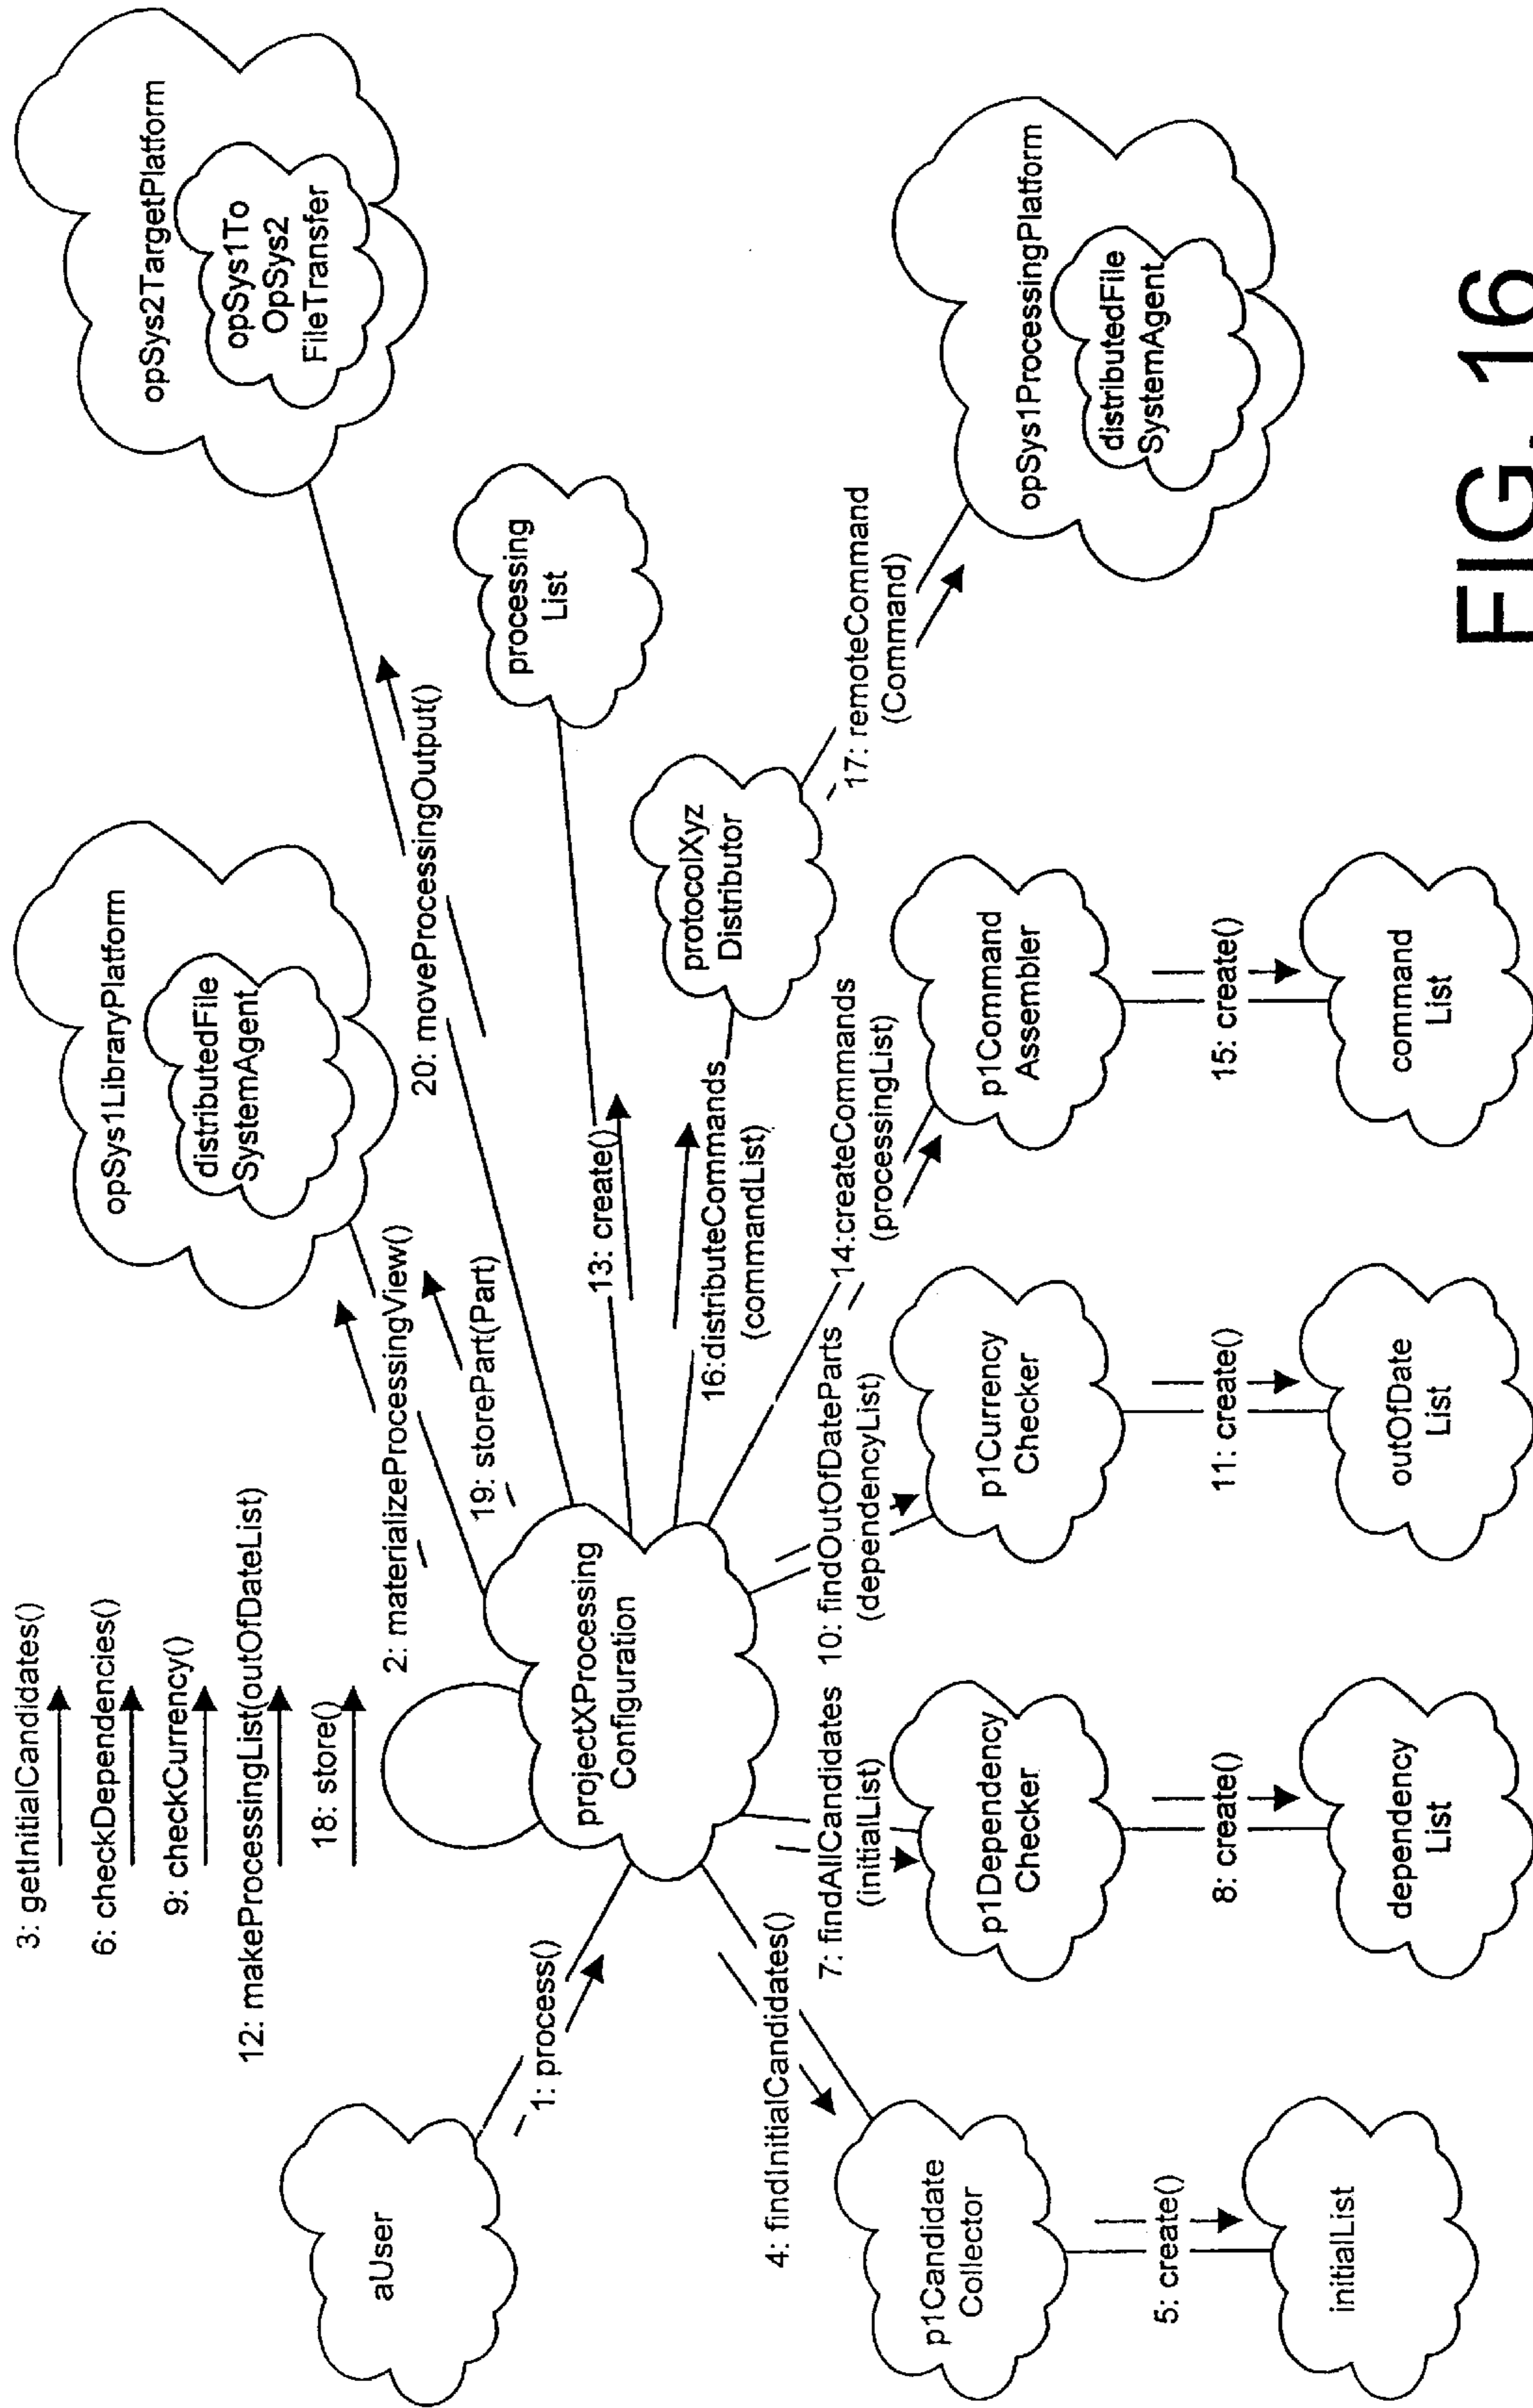 3: getInitialCandidates()
6: checkDependencies()
9: checkCurrency()
12: makeProcessingList(outOfDateList)
18: store()
2: materializeProcessingView()
19: storePart(Part)
opSys1LibraryPlatform
distributedFile
SystemAgent
opSys2TargetPlatform
opSys1To
OpSys2
FileTransfer
20: moveProcessingOutput()
aUser
1: process()
projectXProcessing
Configuration
13: create()
processing
List
16:distributeCommands
(commandList)
protocolXyz
Distributor
17: remoteCommand
(Command)
opSys1ProcessingPlatform
distributedFile
SystemAgent
4: findInitialCandidates()
7: findAllCandidates
(initialList)
10: findOutOfDateParts
(dependencyList)
14:createCommands
(processingList)
p1Candidate
Collector
p1Dependency
Checker
p1Currency
Checker
p1Command
Assembler
5: create()
8: create()
11: create()
15: create()
initialList
dependency
List
outOfDate
List
command
List
FIG. 16